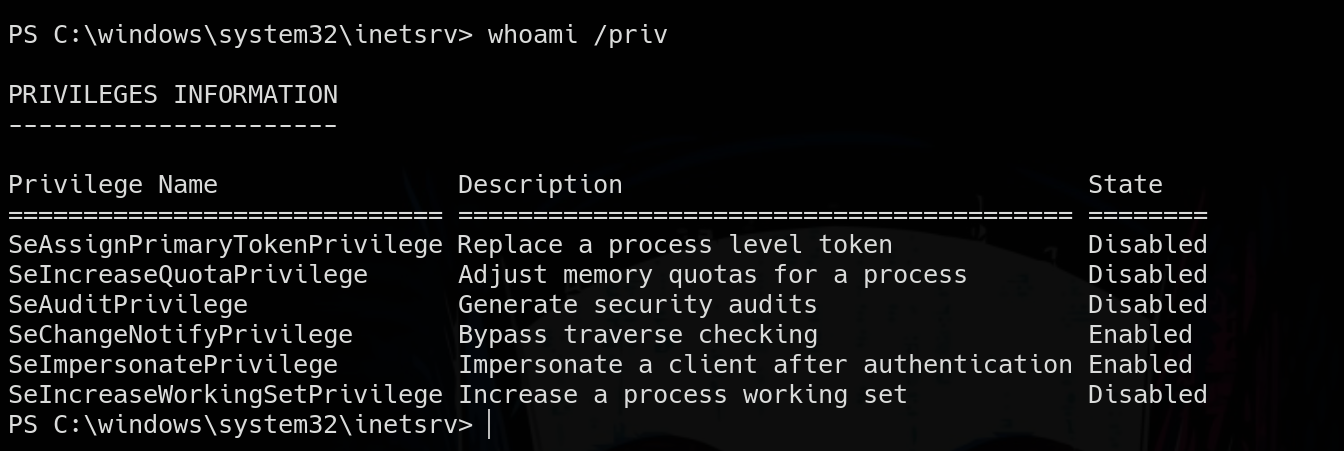 PS C:\windows\system32\inetsrv> whoami /priv
PRIVILEGES INFORMATION
----------------------
Privilege Name                Description                               State
============================= ========================================= ========
SeAssignPrimaryTokenPrivilege Replace a process level token             Disabled
SeIncreaseQuotaPrivilege      Adjust memory quotas for a process        Disabled
SeAuditPrivilege              Generate security audits                  Disabled
SeChangeNotifyPrivilege       Bypass traverse checking                  Enabled
SeImpersonatePrivilege        Impersonate a client after authentication Enabled
SeIncreaseWorkingSetPrivilege Increase a process working set            Disabled
PS C:\windows\system32\inetsrv>